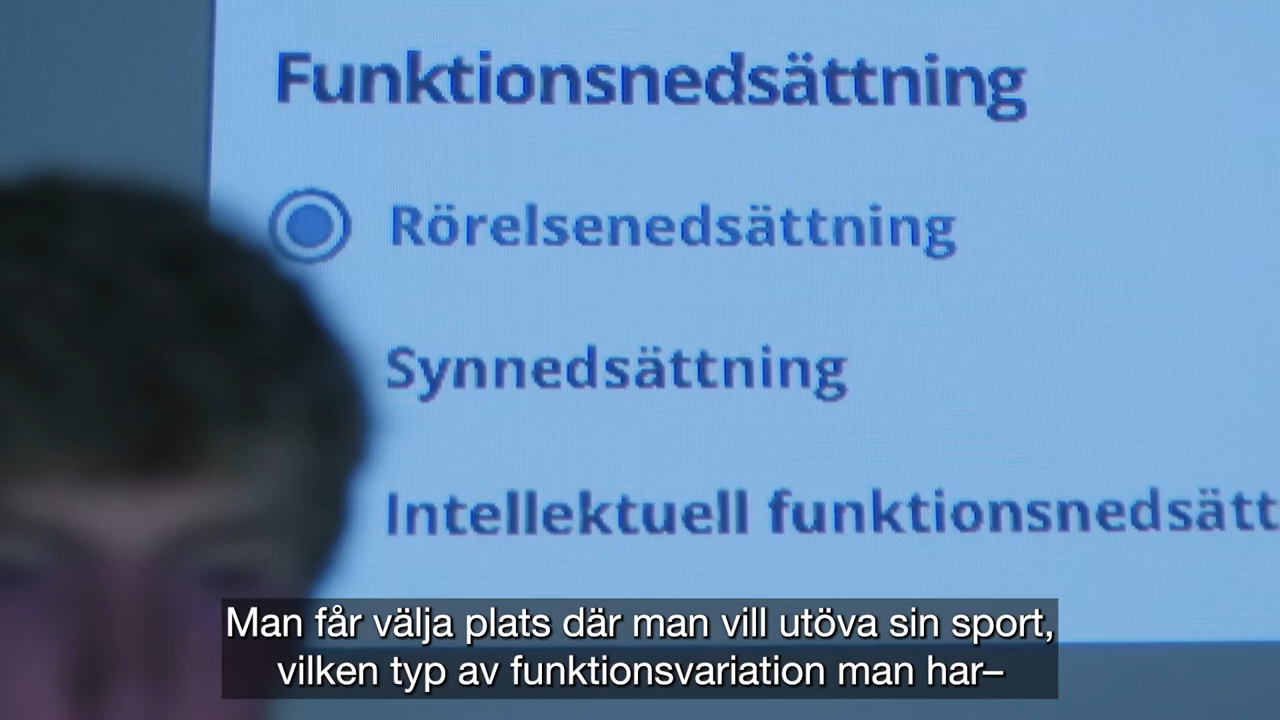 Funktionsnedsättning
Rörelsenedsättning
Synnedsättning
Intellektuell funktionsnedsätt
Man får välja plats där man vill utöva sin sport,
vilken typ av funktionsvariation man har–